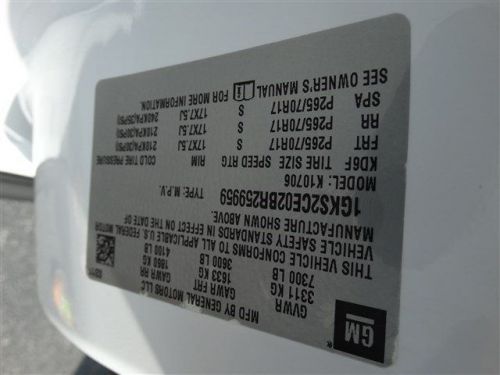 GM
MFD BY GENERAL MOTORS LLC
GVWR GAWR FRT GAWR RR
3311 KG 1633 KG 1860 KG
7300 LB 3600 LB 4100 LB
THIS VEHICLE CONFORMS TO ALL APPLICABLE U.S. FEDERAL MOTOR
VEHICLE SAFETY STANDARDS IN EFFECT ON THE DATE OF
MANUFACTURE SHOWN ABOVE.
1GKS2CE02BR259959 TYPE: M.P.V.
MODEL: K10706
KD6F TIRE SIZE SPEED RTG RIM COLD TIRE PRESSURE
FRT P265/70R17 S 17X7.5J 210KPA(30PSI)
RR P265/70R17 S 17X7.5J 210KPA(30PSI)
SPA P265/70R17 S 17X7.5J 240KPA(35PSI)
SEE OWNER'S MANUAL FOR MORE INFORMATION.